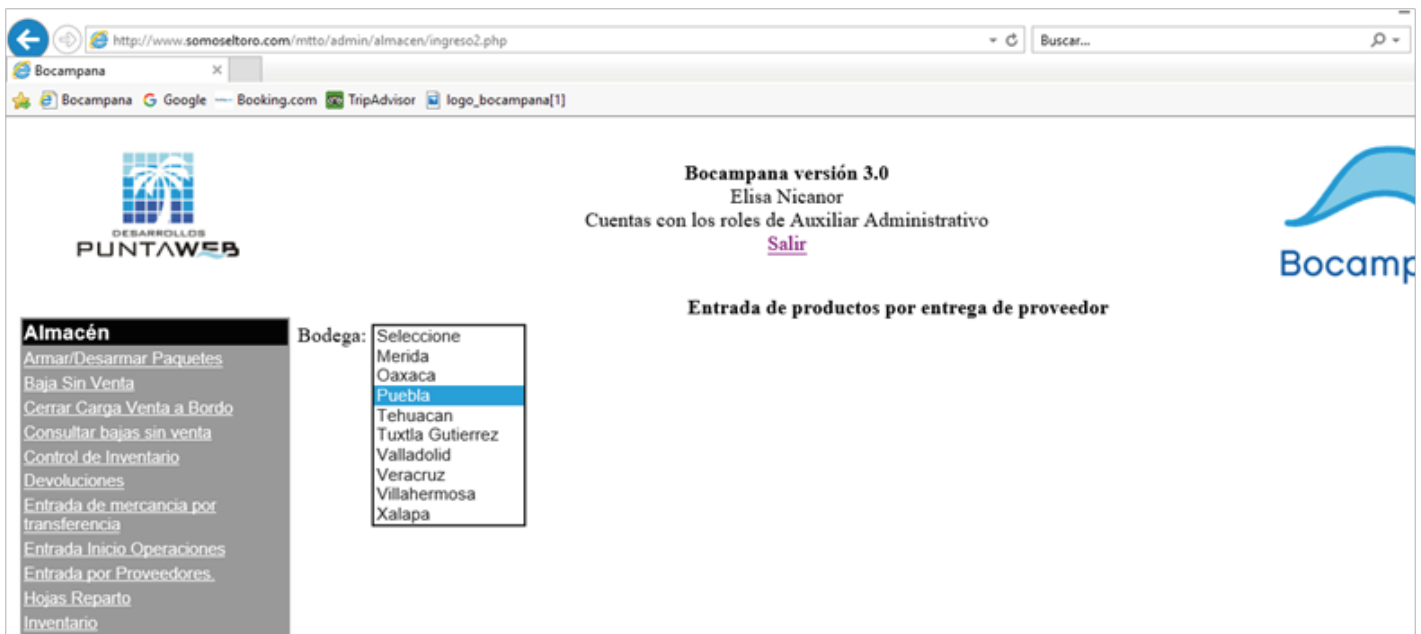 http://www.somoseltoro.com/mtto/admin/almacen/ingreso2.php
Buscar...
Bocampana
Bocampana Google Booking.com TripAdvisor logo_bocampana[1]
DESARROLLOS
PUNTAWEB
Bocampana versión 3.0
Elisa Nicanor
Cuentas con los roles de Auxiliar Administrativo
Salir
Bocamp
Entrada de productos por entrega de proveedor
Almacén
Armar/Desarmar Paquetes
Baja Sin Venta
Cerrar Carga Venta a Bordo
Consultar bajas sin venta
Control de Inventario
Devoluciones
Entrada de mercancia por
transferencia
Entrada Inicio Operaciones
Entrada por Proveedores.
Hojas Reparto
Inventario
Bodega:
Seleccione
Merida
Oaxaca
Puebla
Tehuacan
Tuxtla Gutierrez
Valladolid
Veracruz
Villahermosa
Xalapa